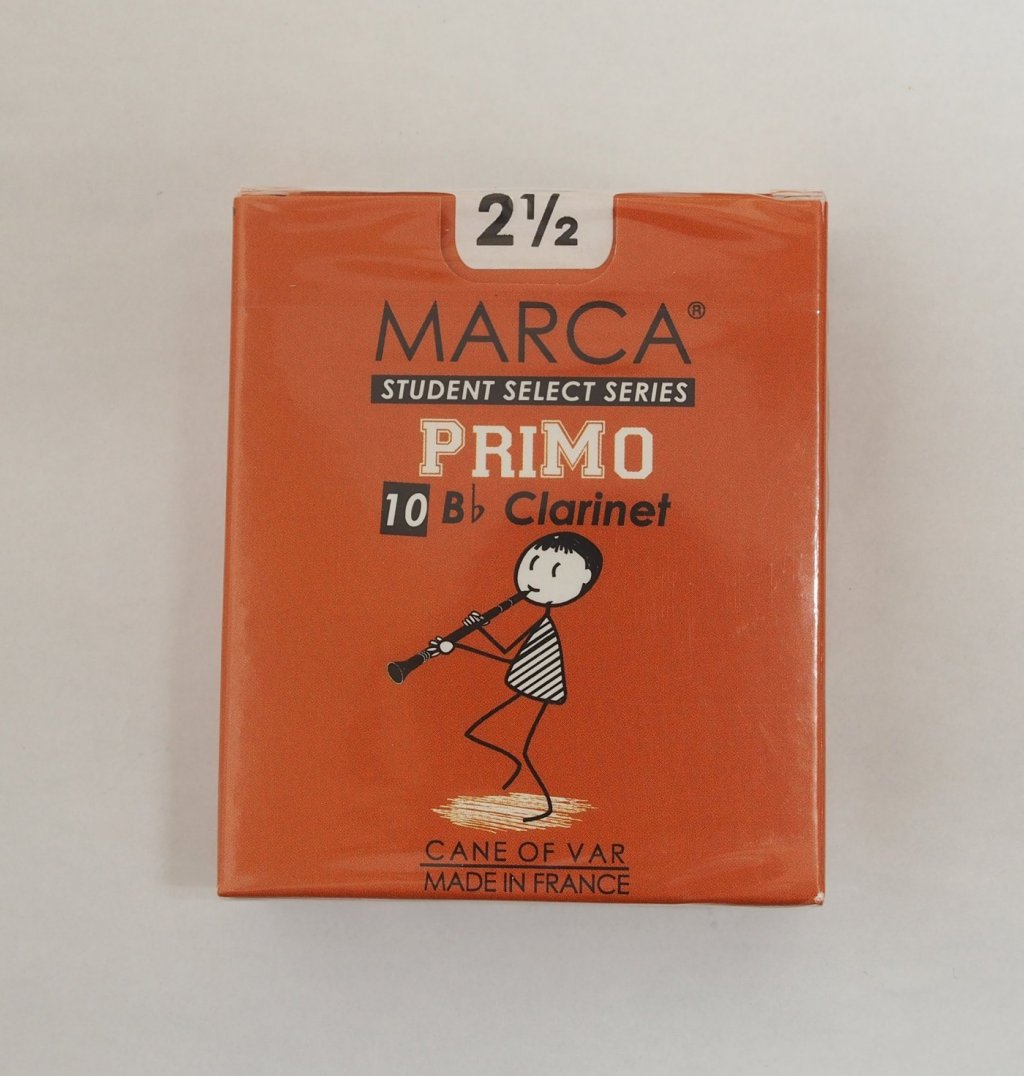 2½
MARCA®
STUDENT SELECT SERIES
PRIMO
10 B♭ Clarinet
CANE OF VAR
MADE IN FRANCE